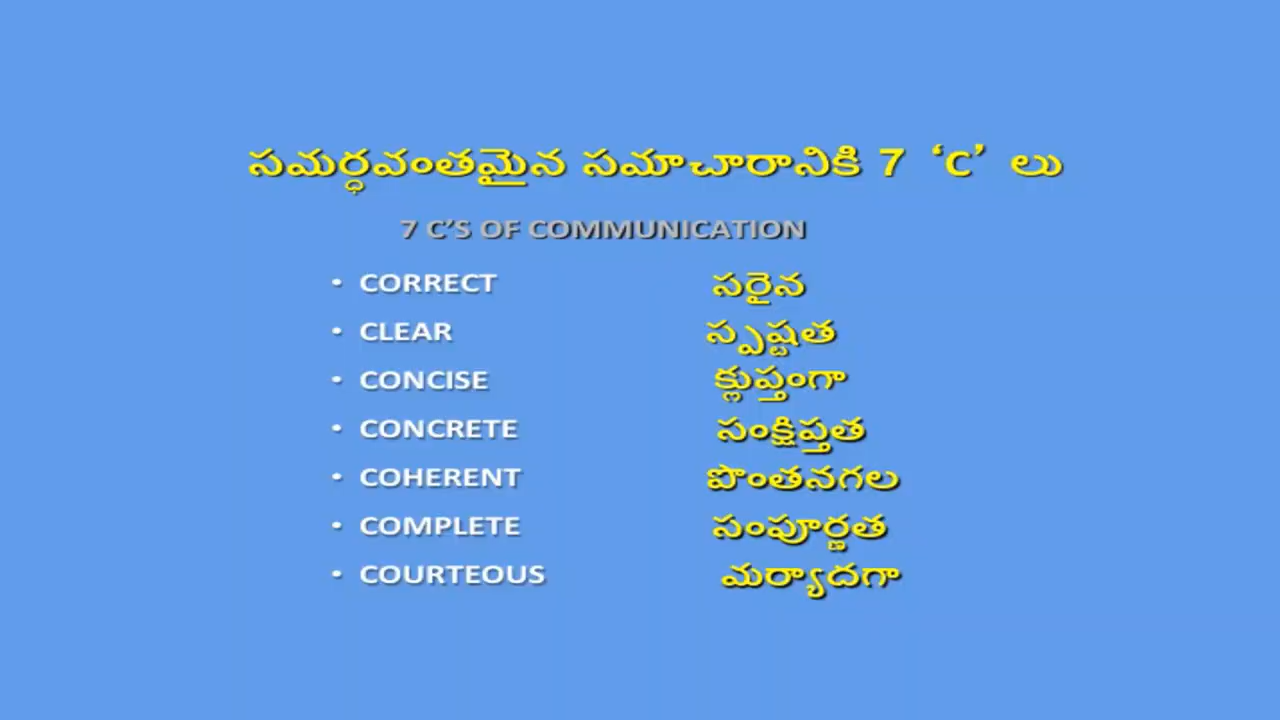 సమర్ధవంతమైన సమాచారానికి 7 ‘C’ లు
7 C’S OF COMMUNICATION
• CORRECT సరైన
• CLEAR స్పష్టత
• CONCISE క్లుప్తంగా
• CONCRETE సంక్షిప్తత
• COHERENT పొంతనగల
• COMPLETE సంపూర్ణత
• COURTEOUS మర్యాదగా